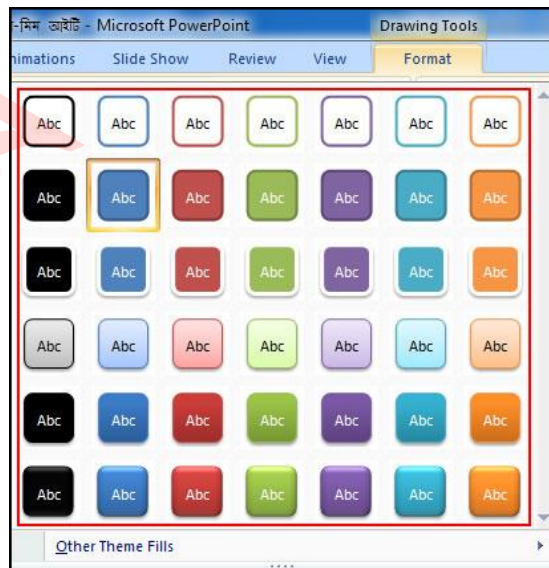 -মিম আইটি - Microsoft PowerPoint Drawing Tools
nimations Slide Show Review View Format
Abc Abc Abc Abc Abc Abc Abc
Abc Abc Abc Abc Abc Abc Abc
Abc Abc Abc Abc Abc Abc Abc
Abc Abc Abc Abc Abc Abc Abc
Abc Abc Abc Abc Abc Abc Abc
Abc Abc Abc Abc Abc Abc Abc
Other Theme Fills